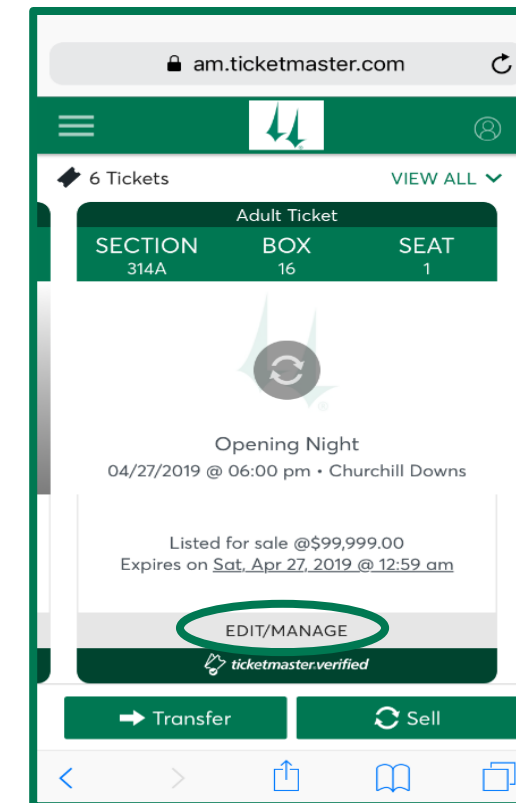 am.ticketmaster.com
6 Tickets
VIEW ALL
Adult Ticket
SECTION BOX SEAT
314A 16 1
Opening Night
04/27/2019 @ 06:00 pm • Churchill Downs
Listed for sale @$99,999.00
Expires on Sat, Apr 27, 2019 @ 12:59 am
EDIT/MANAGE
ticketmaster.verified
Transfer
Sell